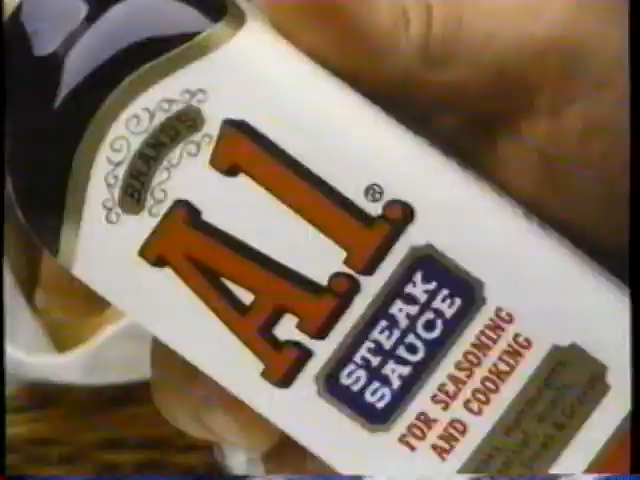 BRAND'S
A.1.®
STEAK
SAUCE
FOR SEASONING
AND COOKING